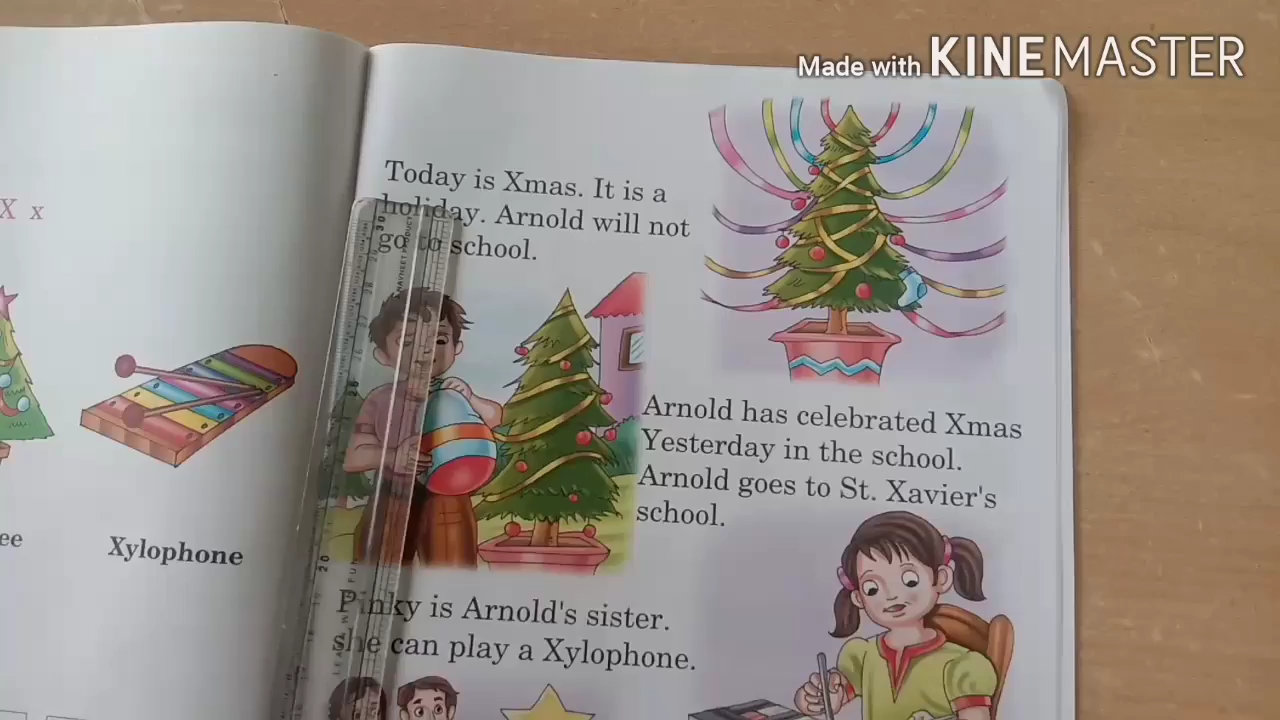 Made with KINEMASTER
X x
ee
Xylophone
Today is Xmas. It is a
holiday. Arnold will not
go to school.
Arnold has celebrated Xmas
Yesterday in the school.
Arnold goes to St. Xavier's
school.
Pinky is Arnold's sister.
she can play a Xylophone.
30
20